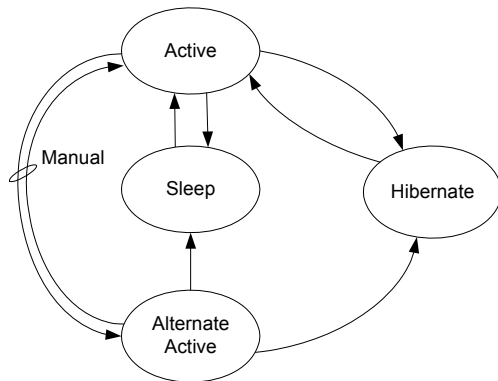 Active
Manual
Sleep
Hibernate
Alternate
Active